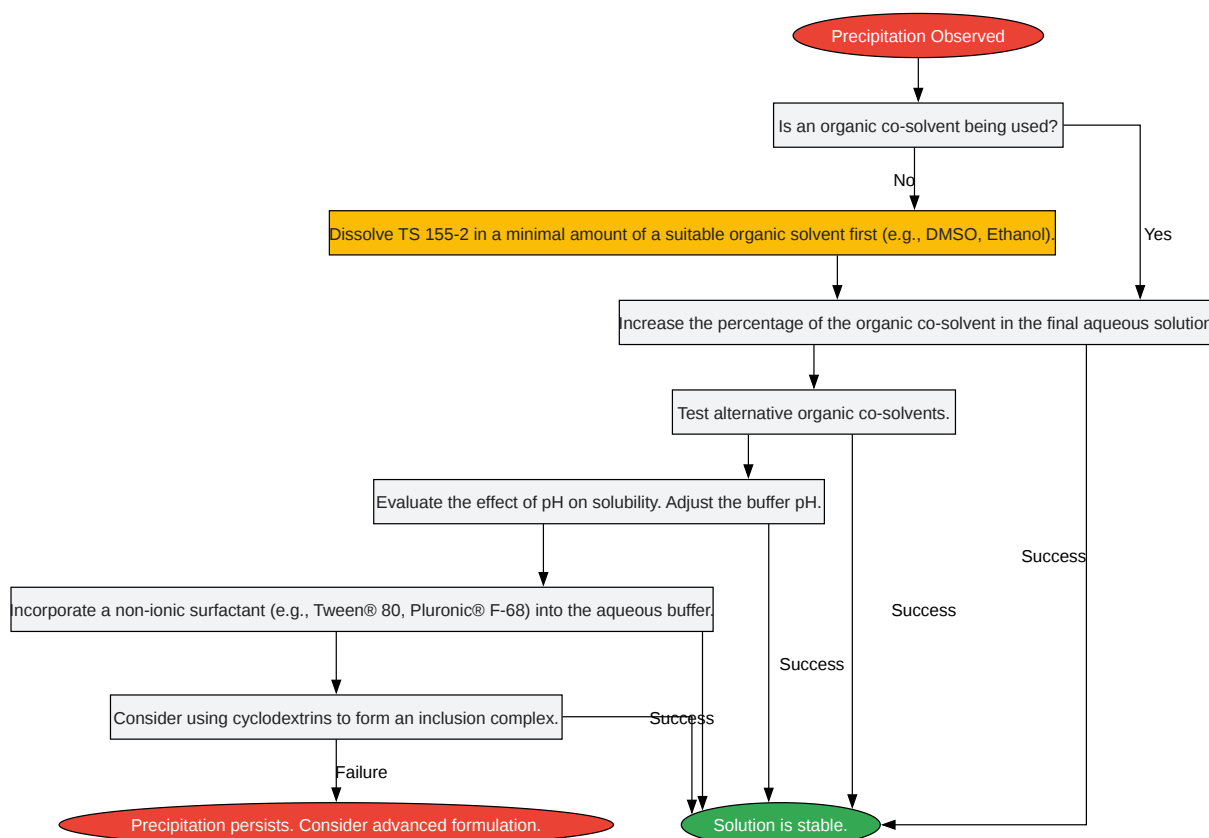 Precipitation Observed
Is an organic co-solvent being used?
No
Dissolve TS 155-2 in a minimal amount of a suitable organic solvent first (e.g., DMSO, Ethanol).
Yes
Increase the percentage of the organic co-solvent in the final aqueous solution
Test alternative organic co-solvents.
Evaluate the effect of pH on solubility. Adjust the buffer pH.
Success
Incorporate a non-ionic surfactant (e.g., Tween® 80, Pluronic® F-68) into the aqueous buffer.
Success
Success
Consider using cyclodextrins to form an inclusion complex.
Success
Failure
Precipitation persists. Consider advanced formulation.
Solution is stable.